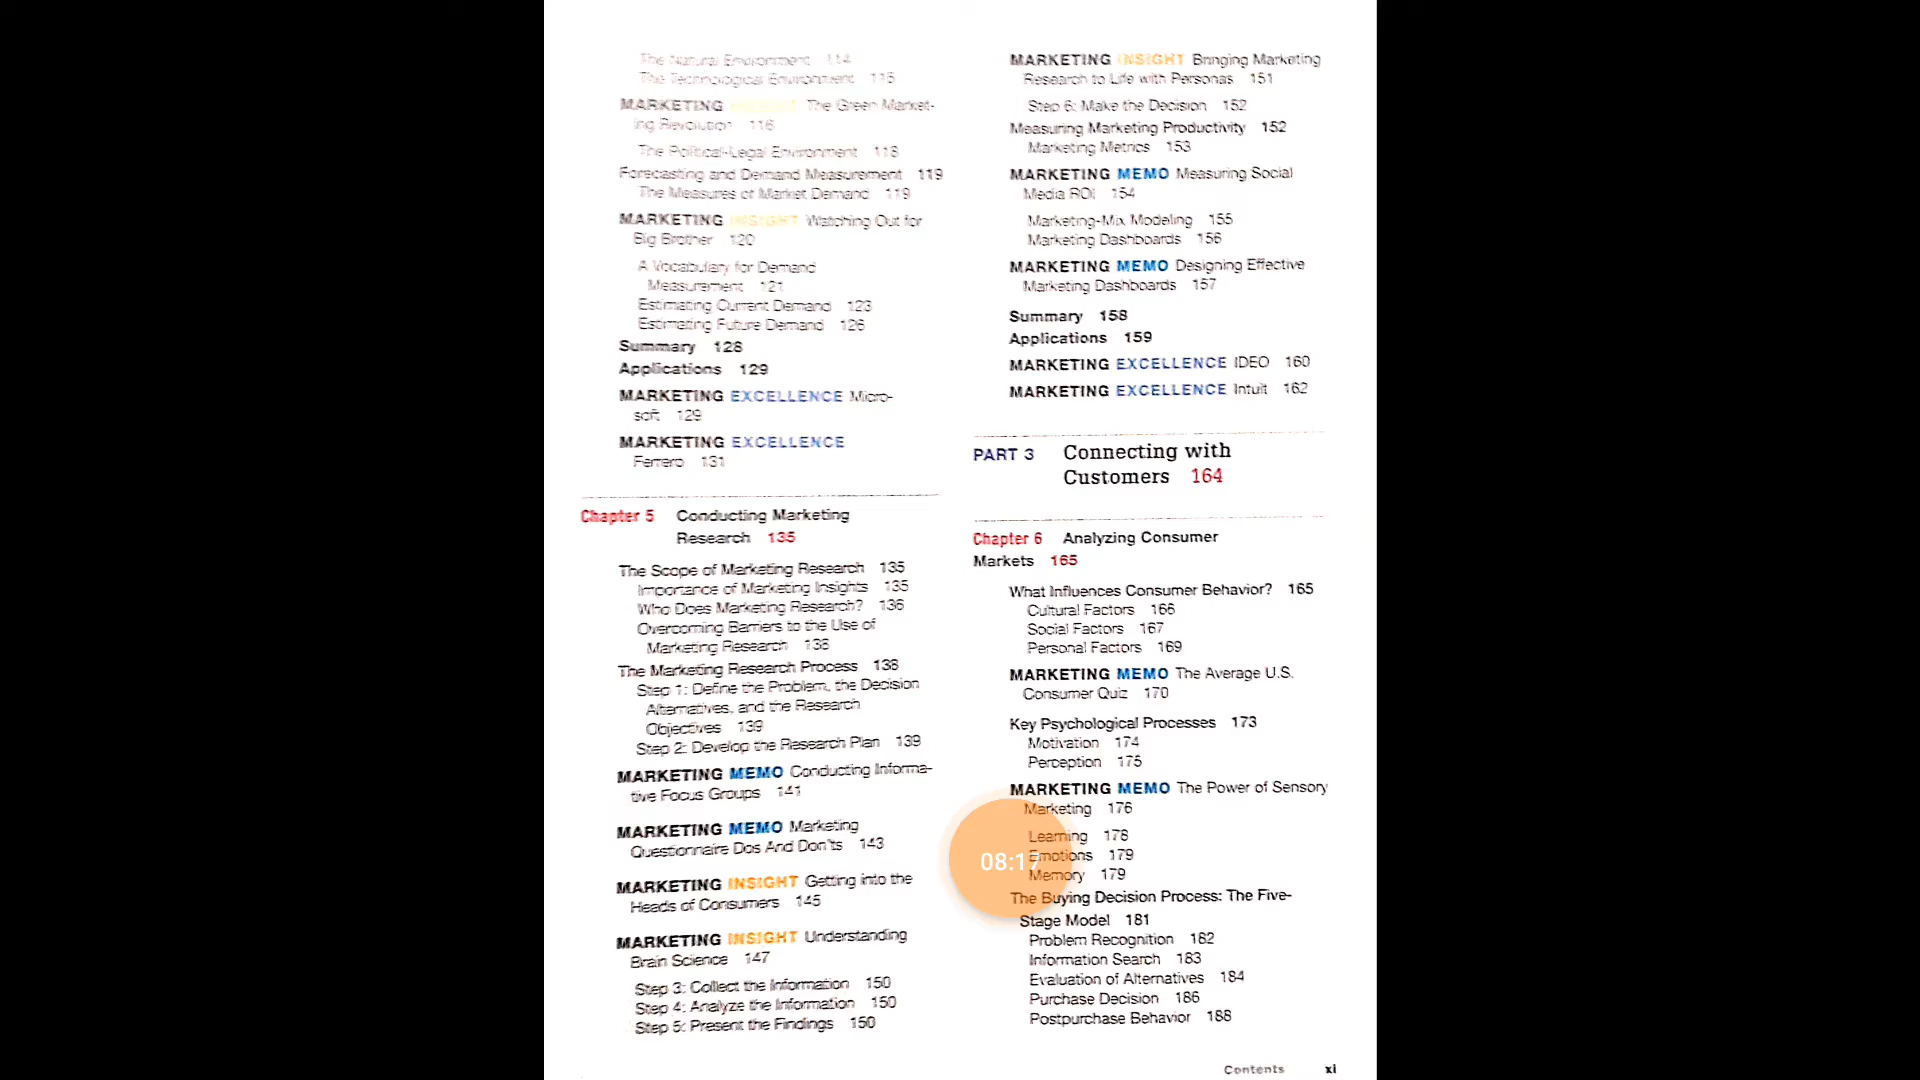 The Natural Environment 114
The Technological Environment 115
MARKETING INSIGHT The Green Market-
ing Revolution 116
The Political-Legal Environment 118
Forecasting and Demand Measurement 119
The Measures of Market Demand 119
MARKETING INSIGHT Watching Out for
Big Brother 120
A Vocabulary for Demand
Measurement 121
Estimating Current Demand 123
Estimating Future Demand 126
Summary 128
Applications 129
MARKETING EXCELLENCE Micro-
soft 129
MARKETING EXCELLENCE
Ferrero 131
Chapter 5 Conducting Marketing
Research 135
The Scope of Marketing Research 135
Importance of Marketing Insights 135
Who Does Marketing Research? 136
Overcoming Barriers to the Use of
Marketing Research 138
The Marketing Research Process 138
Step 1: Define the Problem, the Decision
Alternatives, and the Research
Objectives 139
Step 2: Develop the Research Plan 139
MARKETING MEMO Conducting Informa-
tive Focus Groups 141
MARKETING MEMO Marketing
Questionnaire Dos And Don'ts 143
MARKETING INSIGHT Getting into the
Heads of Consumers 145
MARKETING INSIGHT Understanding
Brain Science 147
Step 3: Collect the Information 150
Step 4: Analyze the Information 150
Step 5: Present the Findings 150
MARKETING INSIGHT Bringing Marketing
Research to Life with Personas 151
Step 6: Make the Decision 152
Measuring Marketing Productivity 152
Marketing Metrics 153
MARKETING MEMO Measuring Social
Media ROI 154
Marketing-Mix Modeling 155
Marketing Dashboards 156
MARKETING MEMO Designing Effective
Marketing Dashboards 157
Summary 158
Applications 159
MARKETING EXCELLENCE IDEO 160
MARKETING EXCELLENCE Intuit 162
PART 3 Connecting with
Customers 164
Chapter 6 Analyzing Consumer
Markets 165
What Influences Consumer Behavior? 165
Cultural Factors 166
Social Factors 167
Personal Factors 169
MARKETING MEMO The Average U.S.
Consumer Quiz 170
Key Psychological Processes 173
Motivation 174
Perception 175
MARKETING MEMO The Power of Sensory
Marketing 176
Learning 178
Emotions 179
08:17
Memory 179
The Buying Decision Process: The Five-
Stage Model 181
Problem Recognition 182
Information Search 183
Evaluation of Alternatives 184
Purchase Decision 186
Postpurchase Behavior 188
Contents xi